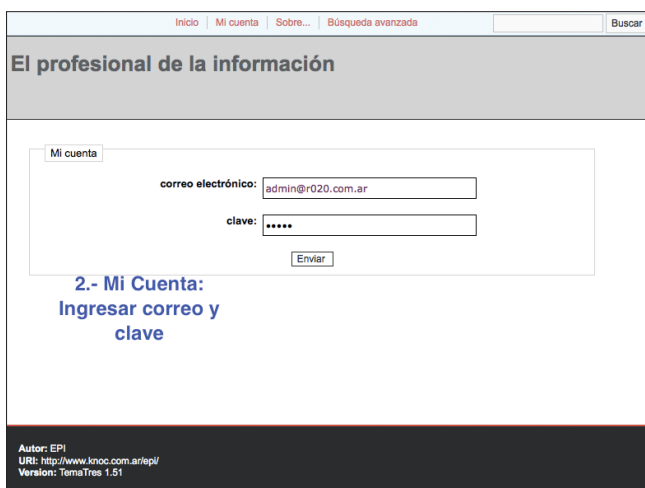 Inicio | Mi cuenta | Sobre... | Búsqueda avanzada Buscar
El profesional de la información
Mi cuenta
correo electrónico: admin@r020.com.ar
clave: •••••
Enviar
2.- Mi Cuenta:
Ingresar correo y
clave
Autor: EPI
URI: http://www.knoc.com.ar/epi/
Version: TemaTres 1.51